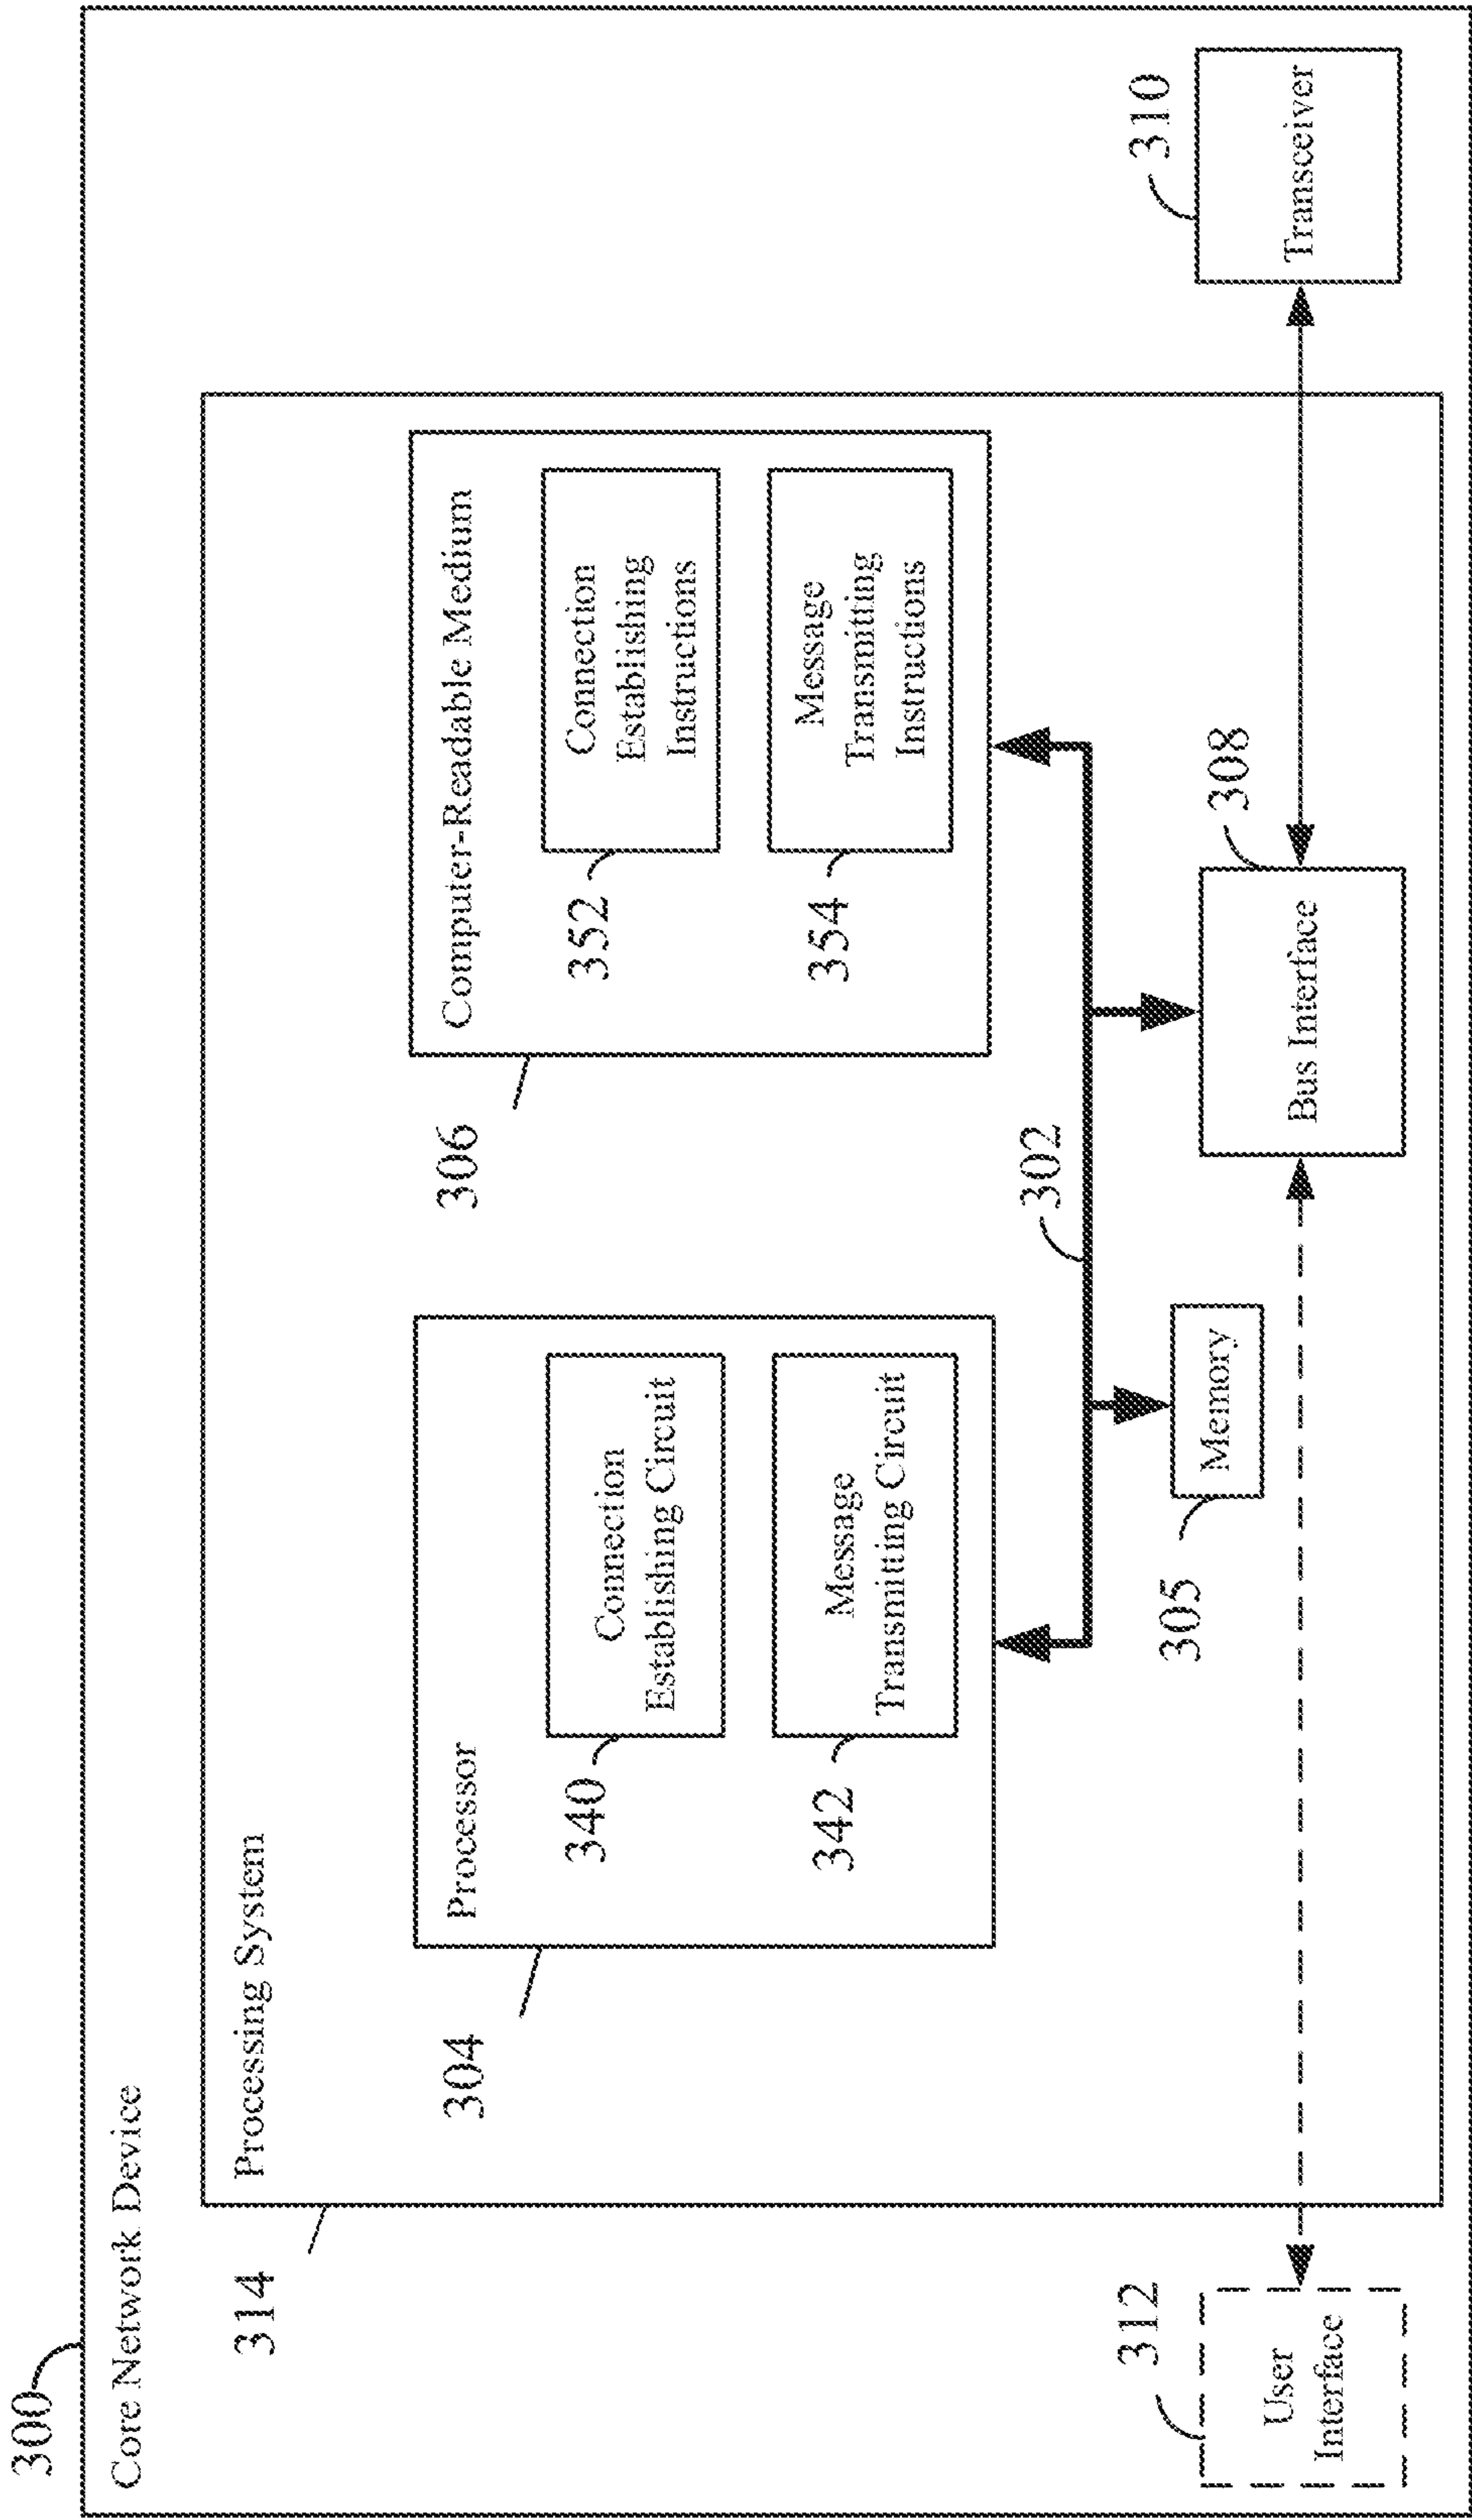 300
Core Network Device
314
Processing System
304
Processor
340
Connection
Establishing Circuit
342
Message
Transmitting Circuit
306
Computer-Readable Medium
352
Connection
Establishing
Instructions
354
Message
Transmitting
Instructions
302
305
Memory
308
Bus Interface
312
User
Interface
310
Transceiver